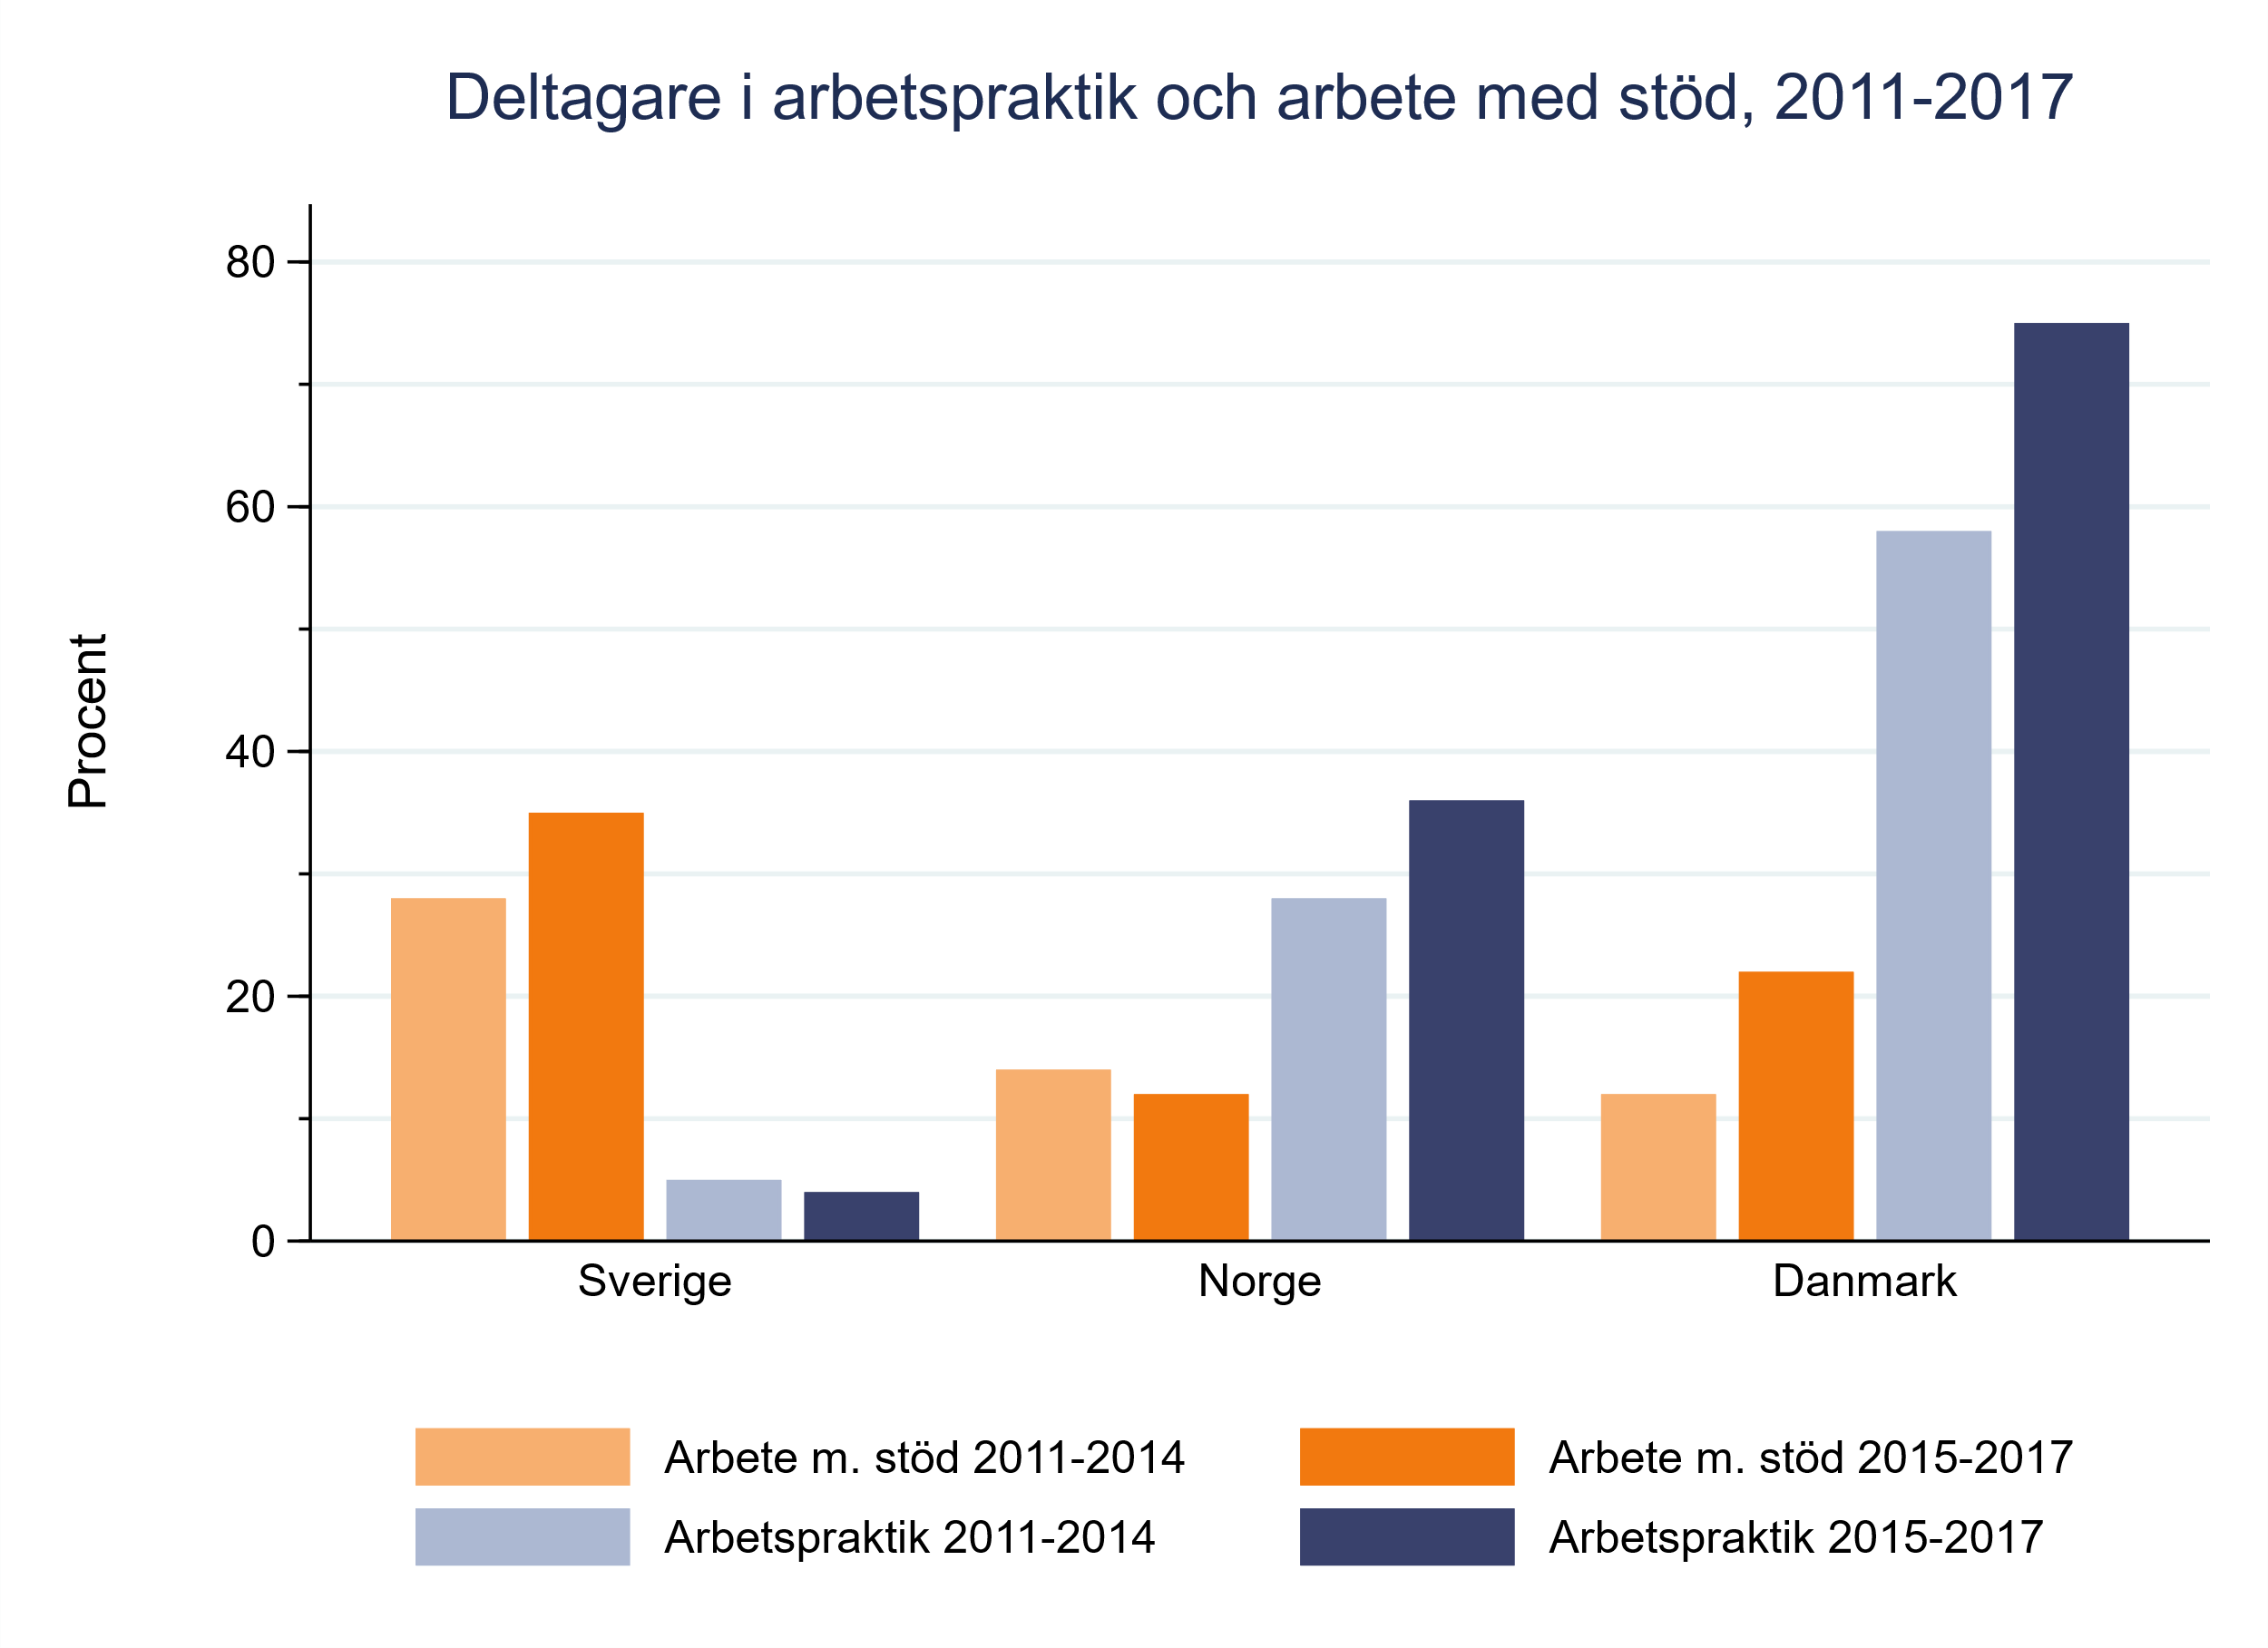 Deltagare i arbetspraktik och arbete med stöd, 2011-2017
Procent
80
60
40
20
0
Sverige
Norge
Danmark
Arbete m. stöd 2011-2014
Arbete m. stöd 2015-2017
Arbetspraktik 2011-2014
Arbetspraktik 2015-2017